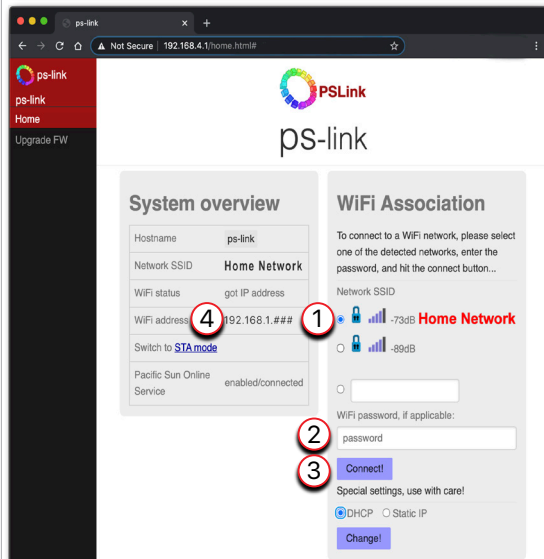 ps-link
Not Secure 192.168.4.1/home.html#
ps-link
ps-link
Home
Upgrade FW
PSLink
ps-link
System overview
Hostname ps-link
Network SSID Home Network
WiFi status got IP address
WiFi address 4 192.168.1.###
Switch to STA mode
Pacific Sun Online
Service enabled/connected
WiFi Association
To connect to a WiFi network, please select
one of the detected networks, enter the
password, and hit the connect button...
Network SSID
1 -73dB Home Network
-89dB
WiFi password, if applicable:
2 password
3 Connect!
Special settings, use with care!
DHCP Static IP
Change!